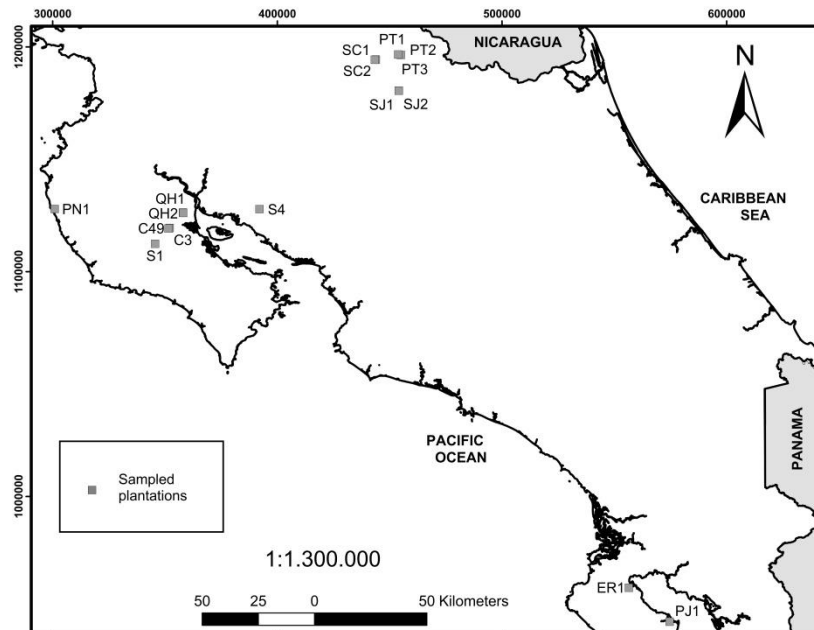 300000 400000 500000 600000
1200000
1100000
1000000
PT1
SC1
PT2
SC2
PT3
SJ1 SJ2
NICARAGUA
N
CARIBBEAN
SEA
QH1
QH2
S4
PN1
C49
C3
S1
PACIFIC
OCEAN
PANAMA
Sampled
plantations
1:1.300.000
50 25 0 50 Kilometers
ER1
PJ1